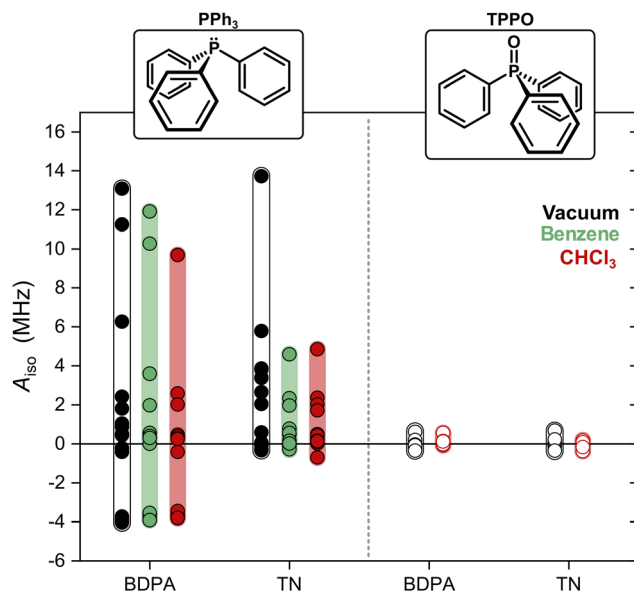 PPh₃
TPPO
P
O
P
16
14
12
10
8
6
4
2
0
-2
-4
-6
A_iso (MHz)
Vacuum
Benzene
CHCl₃
BDPA
TN
BDPA
TN